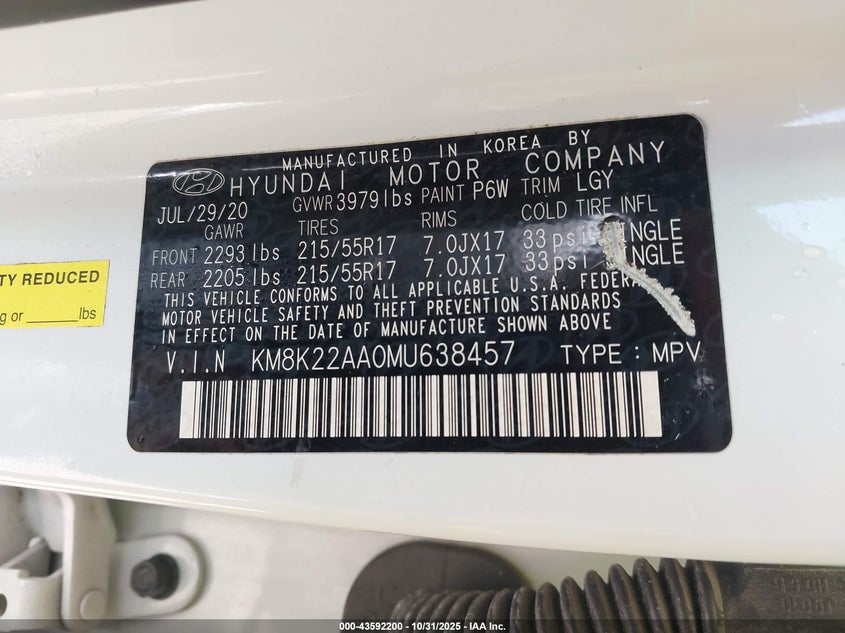 MANUFACTURED IN KOREA BY
HYUNDAI MOTOR COMPANY
JUL/29/20 GVWR 3979 lbs PAINT P6W TRIM LGY
GAWR TIRES RIMS COLD TIRE INFL
FRONT 2293 lbs 215/55R17 7.0JX17 33 psi
REAR 2205 lbs 215/55R17 7.0JX17 33 psi
THIS VEHICLE CONFORMS TO ALL APPLICABLE U.S.A. FEDERA
MOTOR VEHICLE SAFETY AND THEFT PREVENTION STANDARDS
IN EFFECT ON THE DATE OF MANUFACTURE SHOWN ABOVE
V.I.N KM8K22AA0MU638457 TYPE : MPV
TY REDUCED
g or ______ lbs
000-43592200 - 10/31/2025 - IAA Inc.